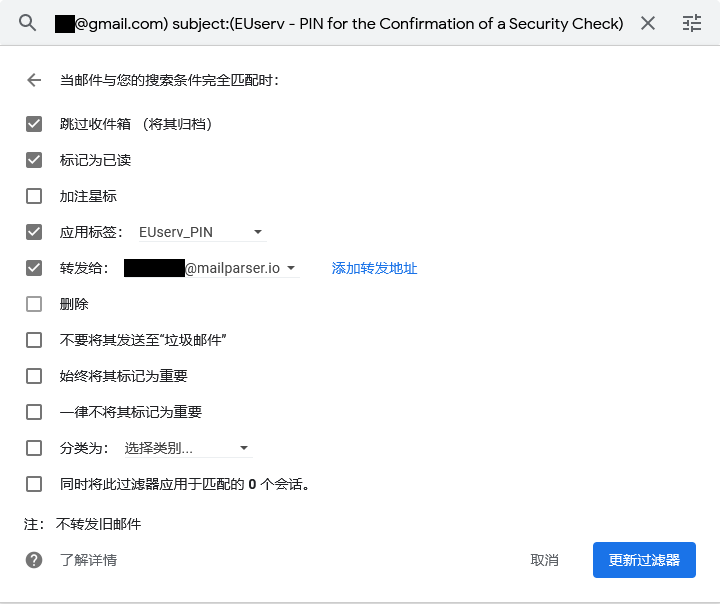 @gmail.com) subject:(EUserv - PIN for the Confirmation of a Security Check)
当邮件与您的搜索条件完全匹配时：
跳过收件箱 （将其归档）
标记为已读
加注星标
应用标签： EUserv_PIN
转发给： @mailparser.io 添加转发地址
删除
不要将其发送至“垃圾邮件”
始终将其标记为重要
一律不将其标记为重要
分类为： 选择类别...
同时将此过滤器应用于匹配的 0 个会话。
注： 不转发旧邮件
了解详情 取消 更新过滤器